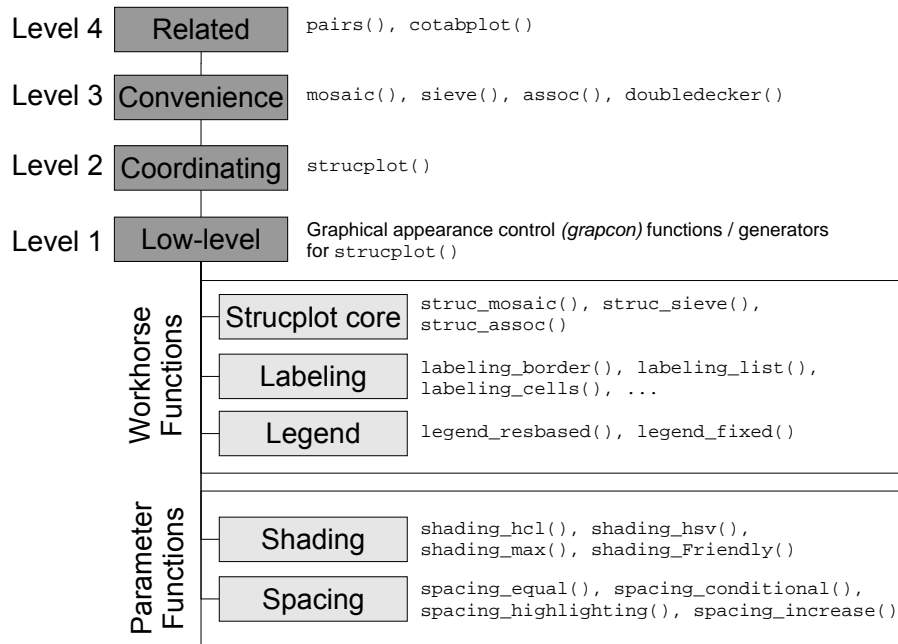 Level 4 Related pairs(), cotabplot()
Level 3 Convenience mosaic(), sieve(), assoc(), doubledecker()
Level 2 Coordinating strucplot()
Level 1 Low-level Graphical appearance control (grapcon) functions / generators
for strucplot()
Workhorse
Functions
Strucplot core struc_mosaic(), struc_sieve(),
struc_assoc()
Labeling labeling_border(), labeling_list(),
labeling_cells(), ...
Legend legend_resbased(), legend_fixed()
Parameter
Functions
Shading shading_hcl(), shading_hsv(),
shading_max(), shading_Friendly()
Spacing spacing_equal(), spacing_conditional(),
spacing_highlighting(), spacing_increase()